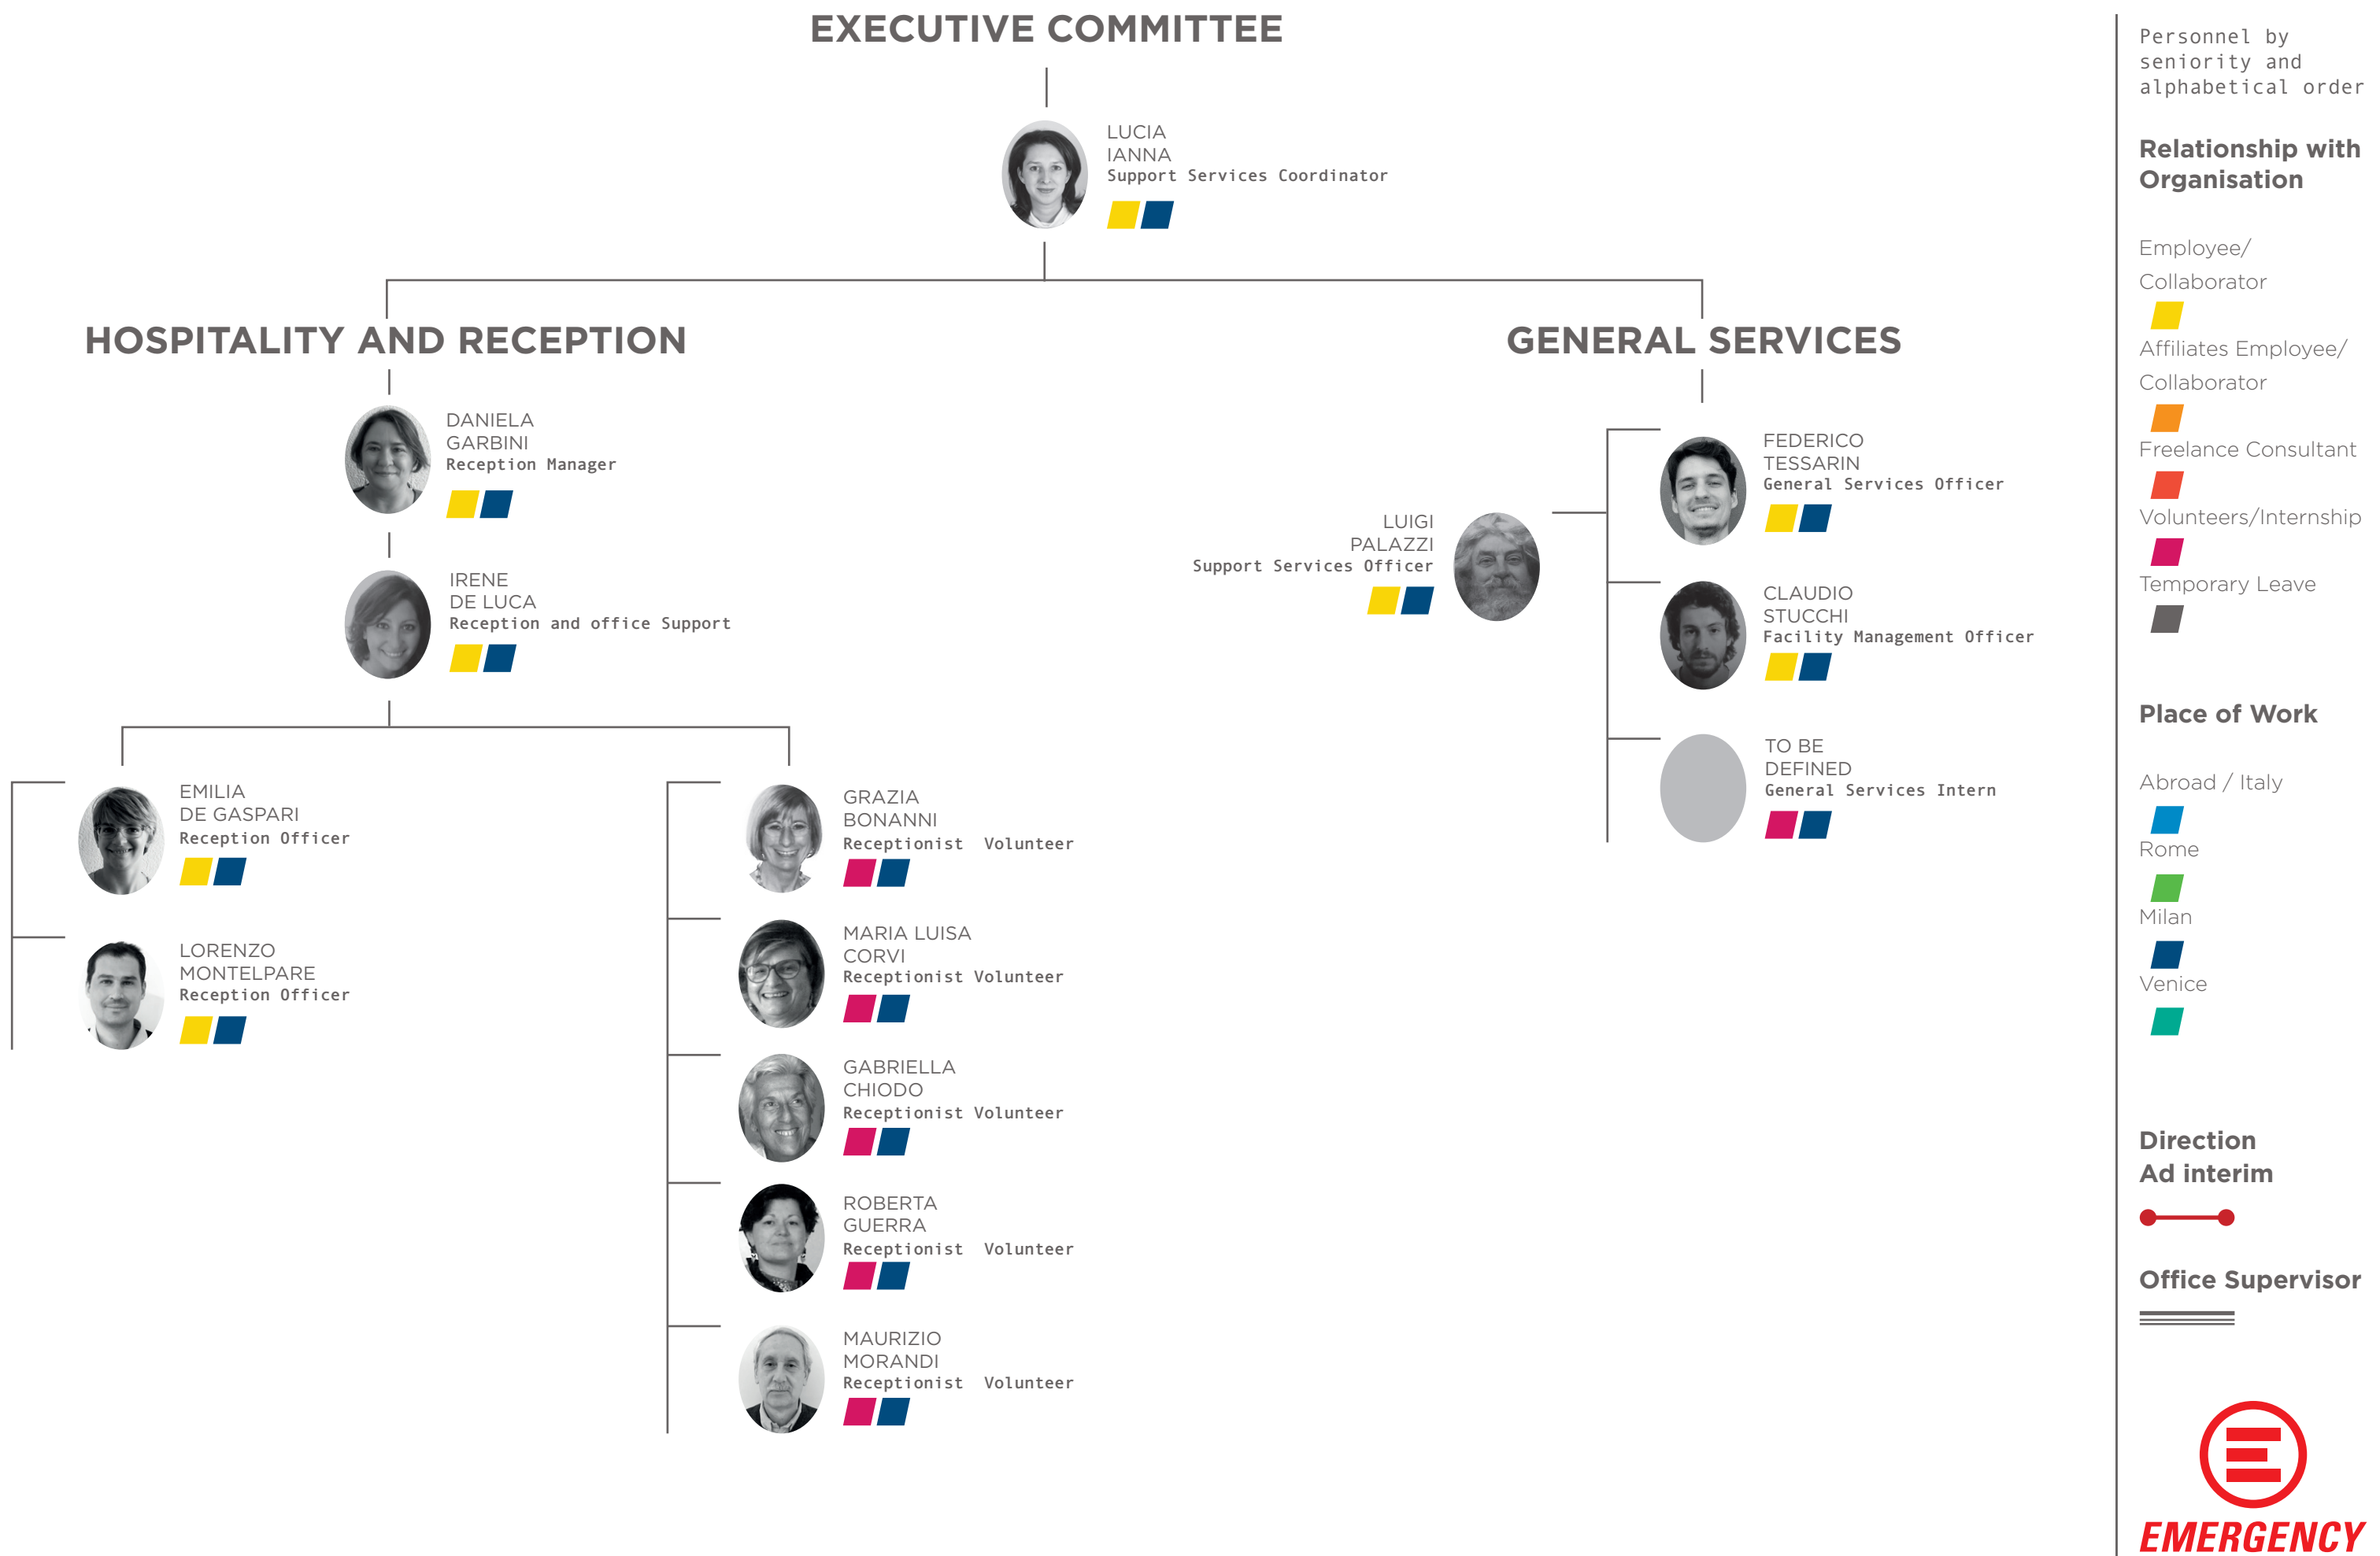 EXECUTIVE COMMITTEE
LUCIA
IANNA
Support Services Coordinator
HOSPITALITY AND RECEPTION
DANIELA
GARBINI
Reception Manager
IRENE
DE LUCA
Reception and office Support
EMILIA
DE GASPARI
Reception Officer
LORENZO
MONTELPARE
Reception Officer
GRAZIA
BONANNI
Receptionist  Volunteer
MARIA LUISA
CORVI
Receptionist Volunteer
GABRIELLA
CHIODO
Receptionist Volunteer
ROBERTA
GUERRA
Receptionist  Volunteer
MAURIZIO
MORANDI
Receptionist  Volunteer
GENERAL SERVICES
LUIGI
PALAZZI
Support Services Officer
FEDERICO
TESSARIN
General Services Officer
CLAUDIO
STUCCHI
Facility Management Officer
TO BE
DEFINED
General Services Intern
Personnel by
seniority and
alphabetical order
Relationship with
Organisation
Employee/
Collaborator
Affiliates Employee/
Collaborator
Freelance Consultant
Volunteers/Internship
Temporary Leave
Place of Work
Abroad / Italy
Rome
Milan
Venice
Direction
Ad interim
Office Supervisor
E
EMERGENCY